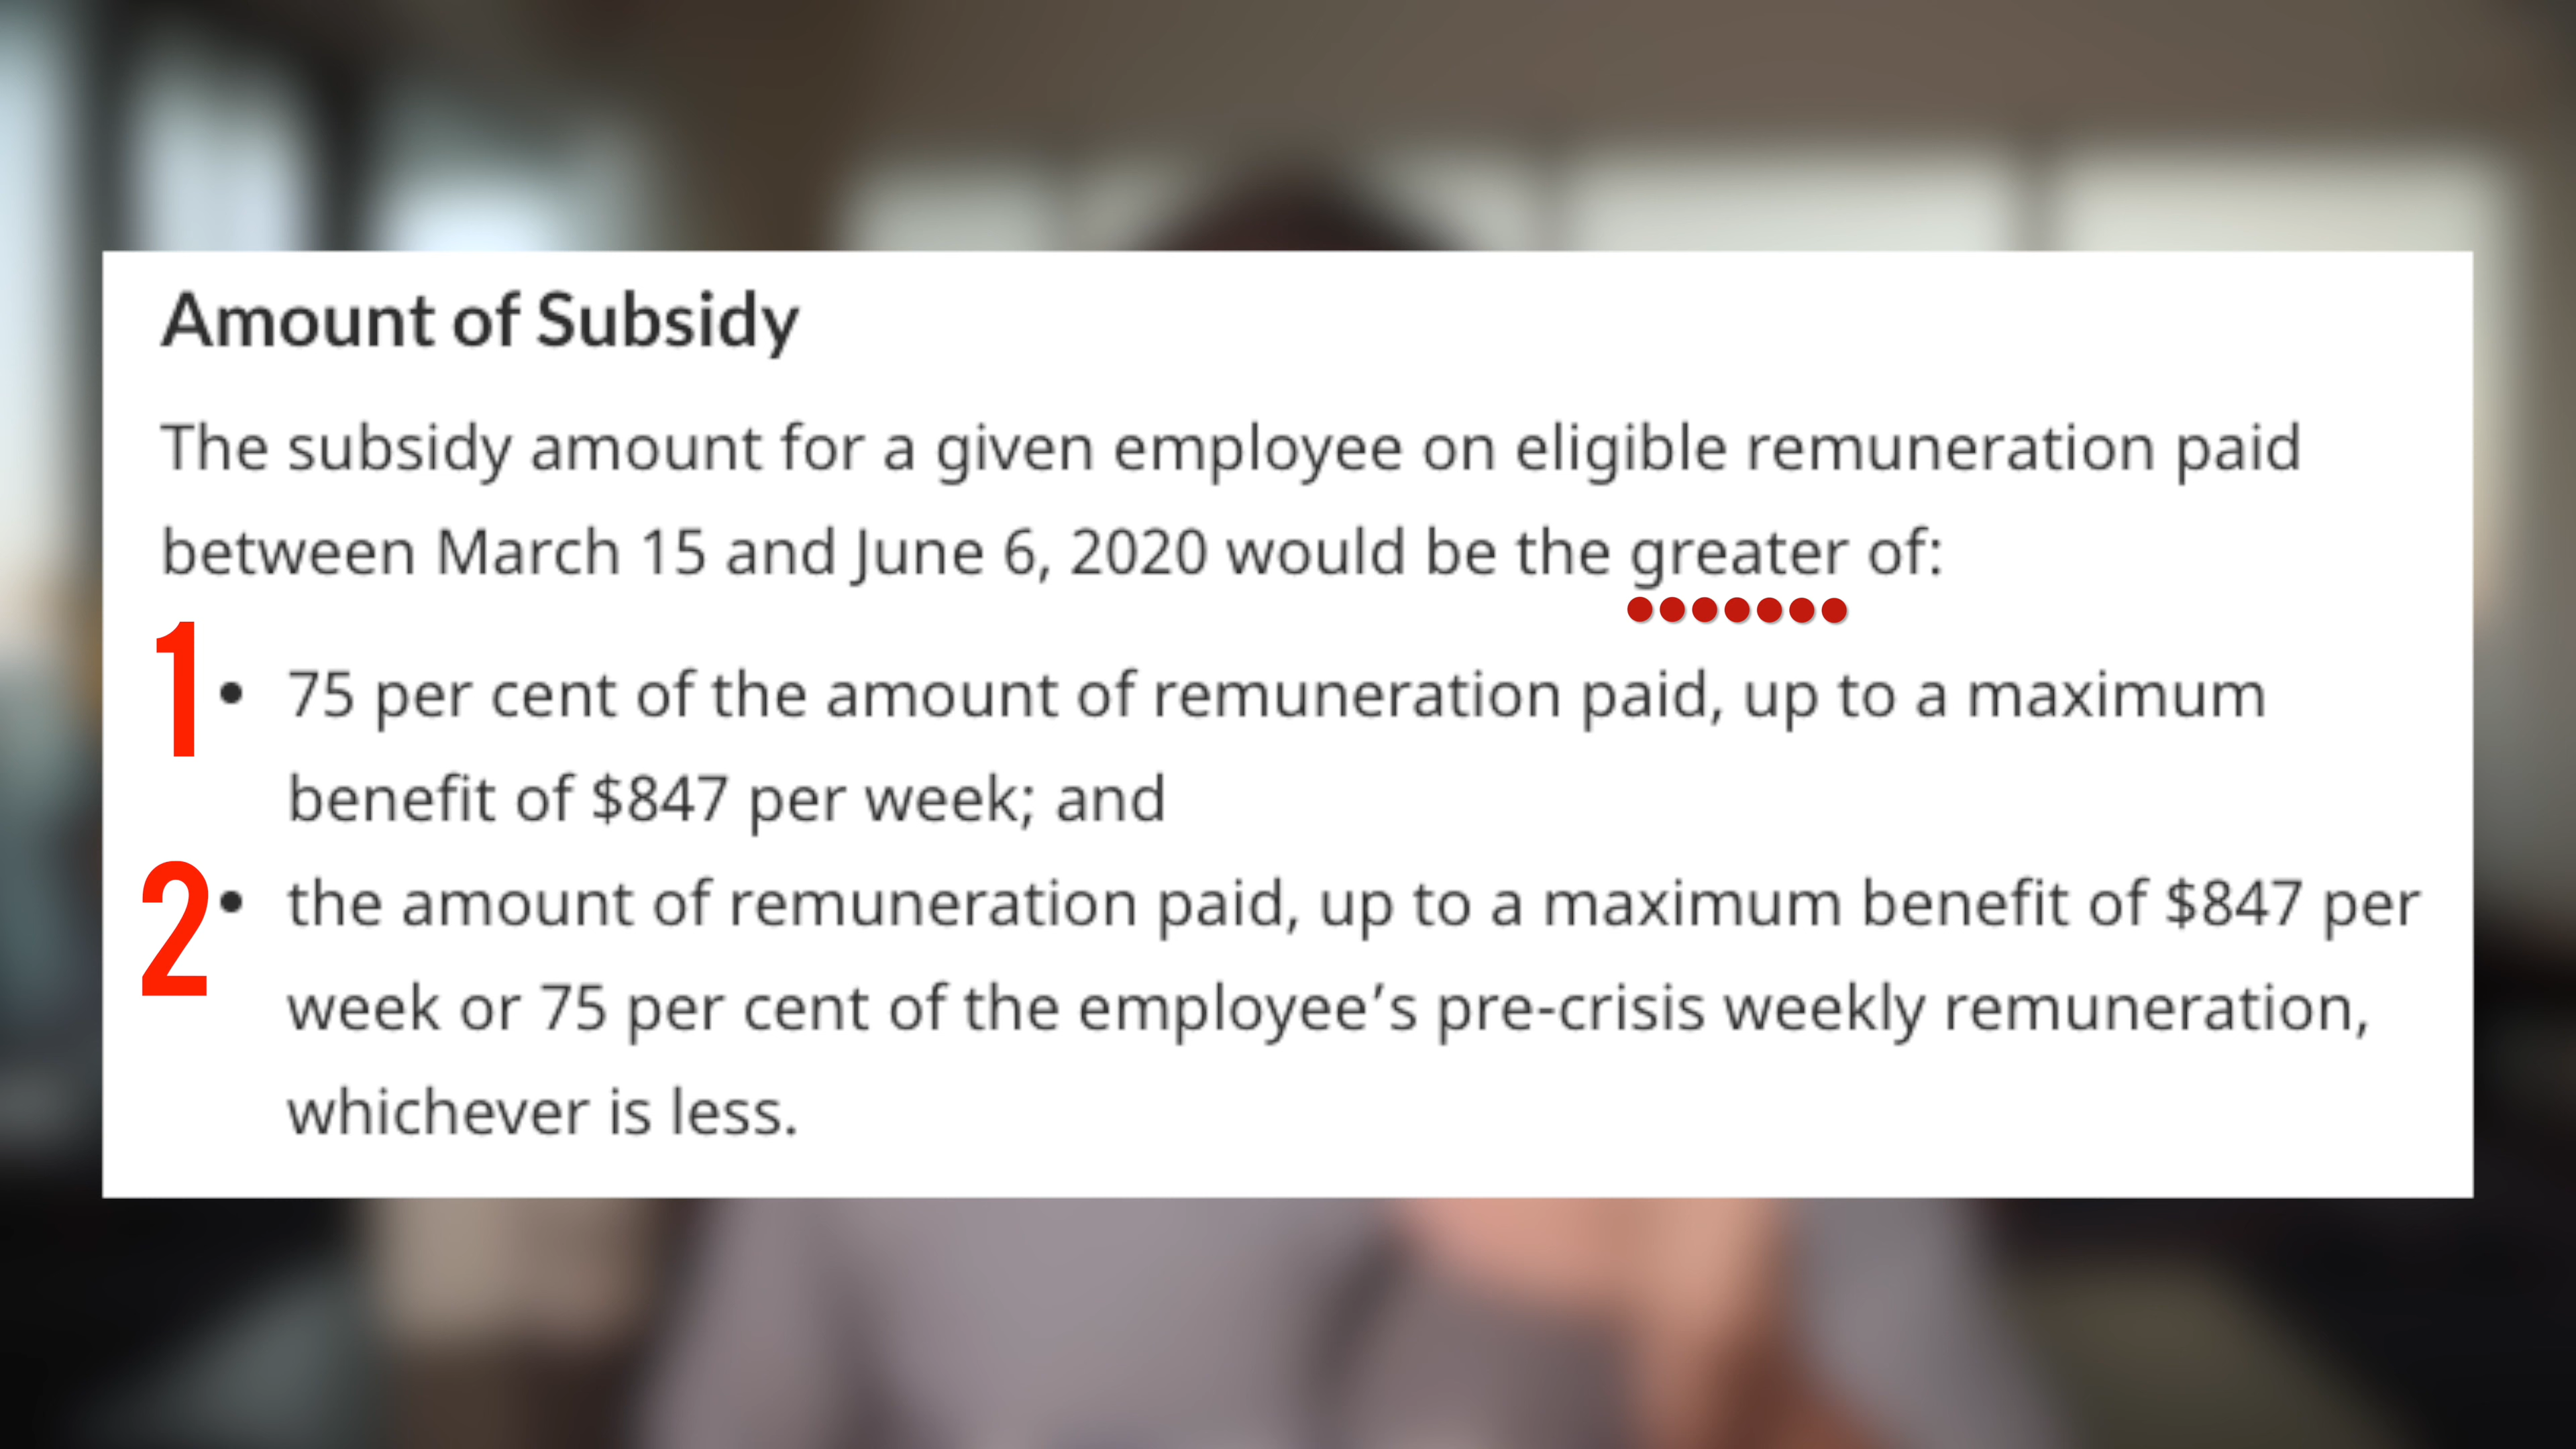 Amount of Subsidy
The subsidy amount for a given employee on eligible remuneration paid
between March 15 and June 6, 2020 would be the greater of:
1
• 75 per cent of the amount of remuneration paid, up to a maximum
benefit of $847 per week; and
2
• the amount of remuneration paid, up to a maximum benefit of $847 per
week or 75 per cent of the employee’s pre-crisis weekly remuneration,
whichever is less.